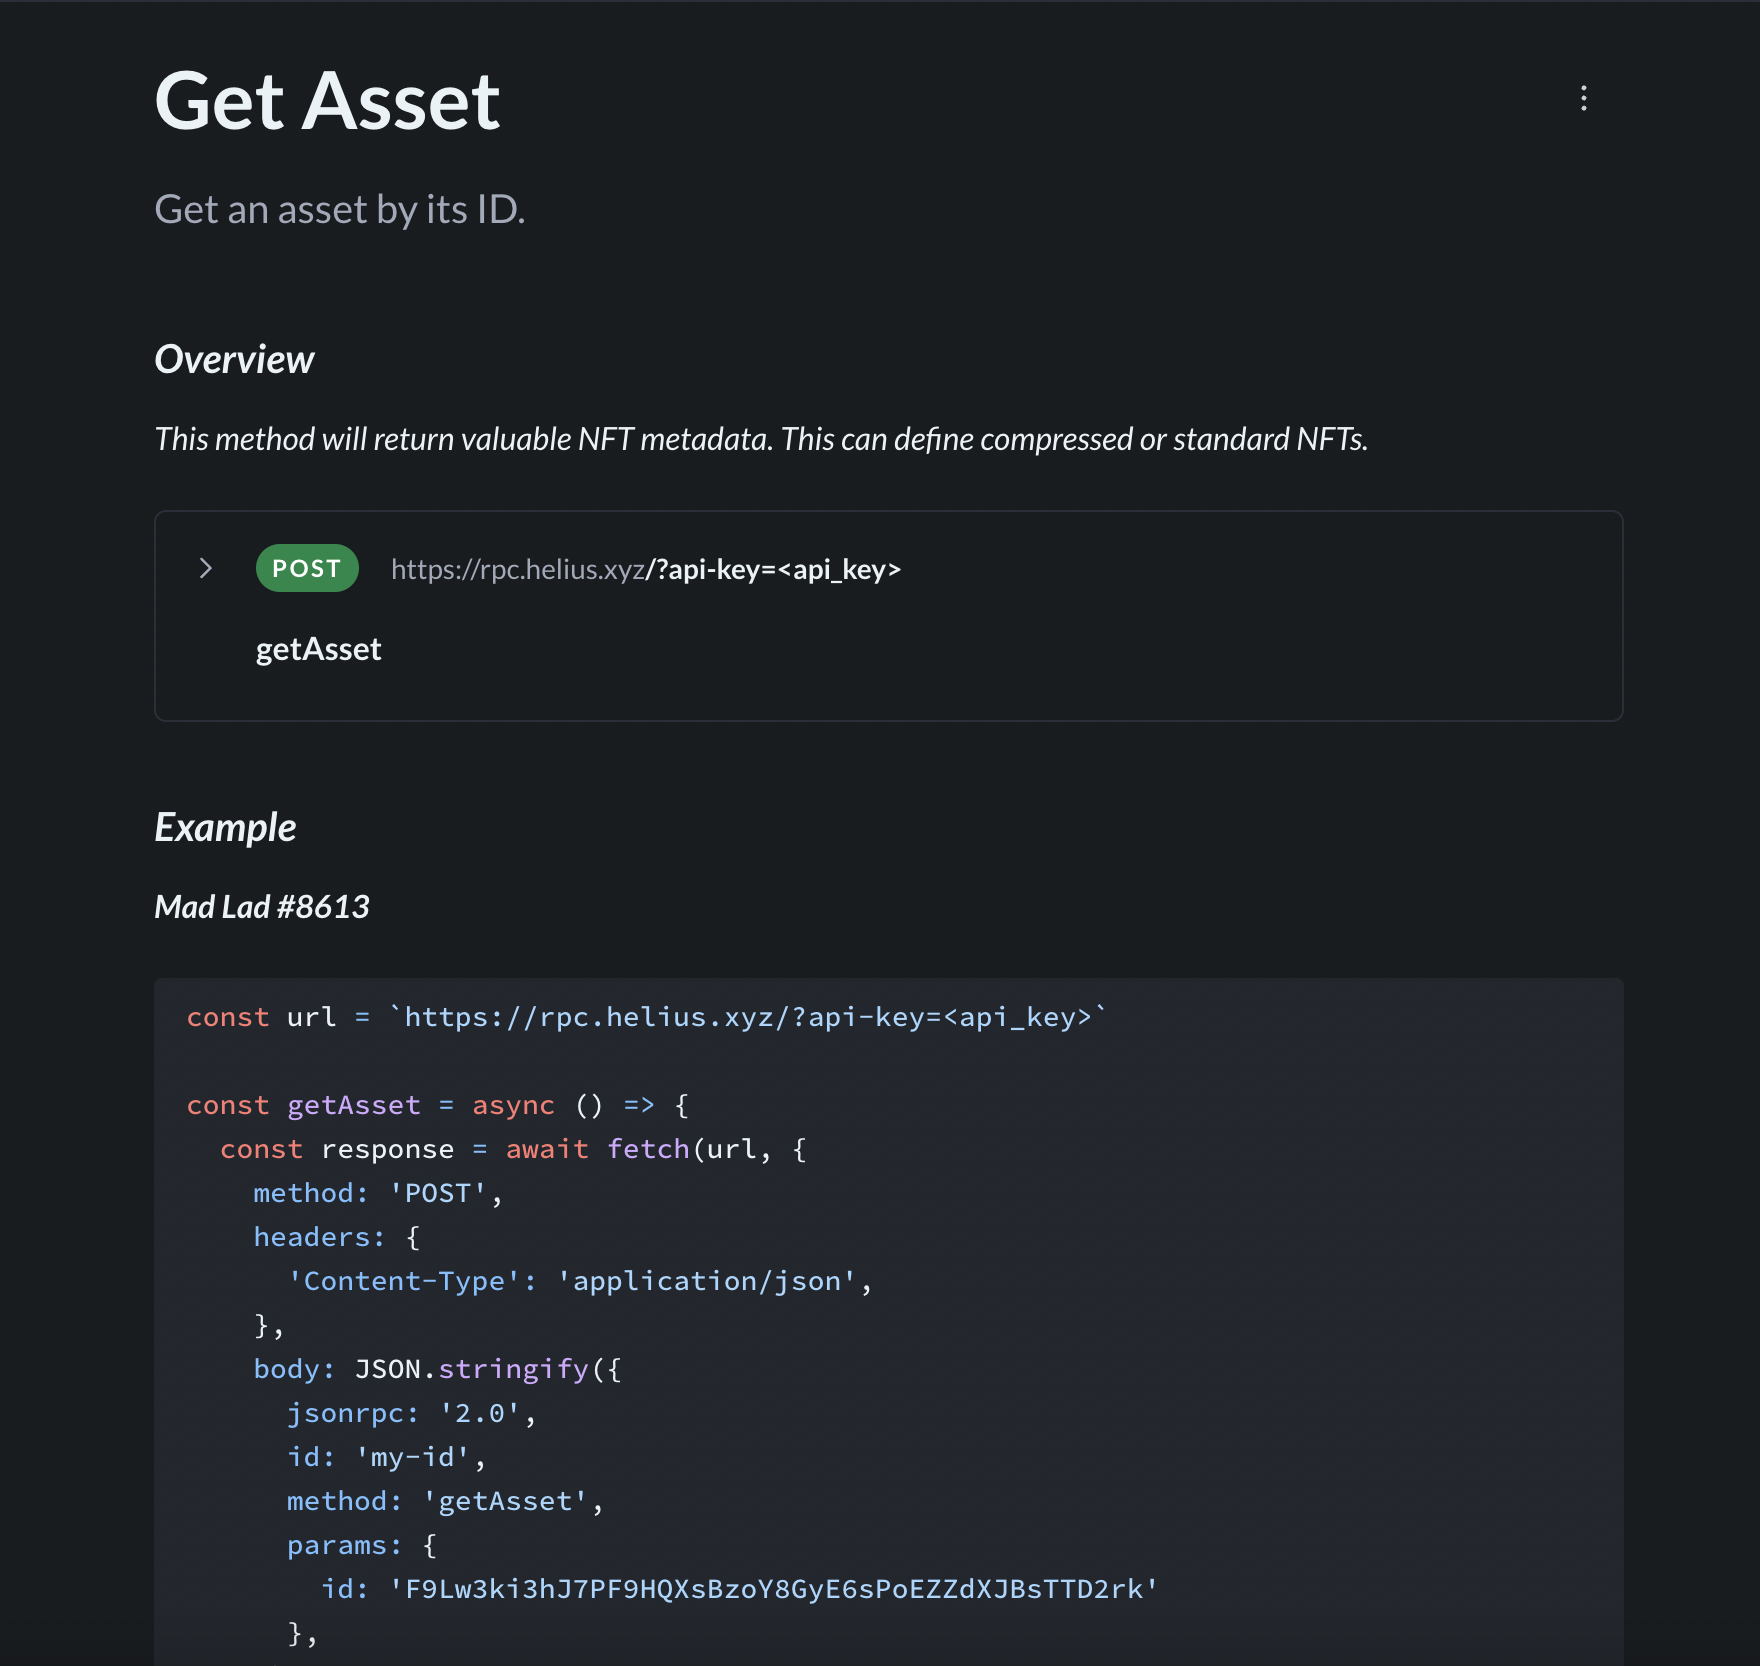 Get Asset
Get an asset by its ID.
Overview
This method will return valuable NFT metadata. This can define compressed or standard NFTs.
POST https://rpc.helius.xyz/?api-key=<api_key>
getAsset
Example
Mad Lad #8613
const url = `https://rpc.helius.xyz/?api-key=<api_key>`
const getAsset = async () => {
  const response = await fetch(url, {
    method: 'POST',
    headers: {
      'Content-Type': 'application/json',
    },
    body: JSON.stringify({
      jsonrpc: '2.0',
      id: 'my-id',
      method: 'getAsset',
      params: {
        id: 'F9Lw3ki3hJ7PF9HQXsBzoY8GyE6sPoEZZdXJBsTTD2rk'
      },